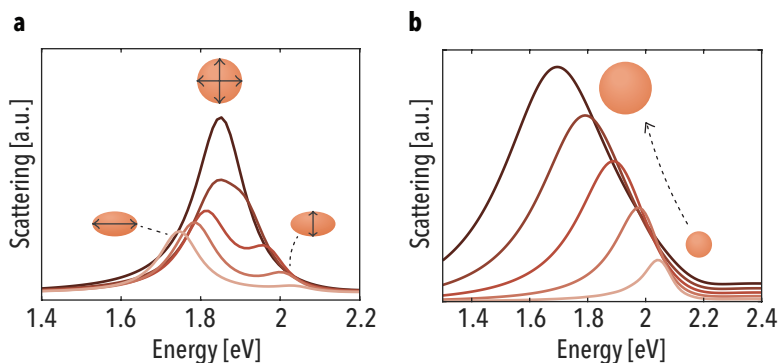 a
Scattering [a.u.]
1.4 1.6 1.8 2 2.2
Energy [eV]
b
Scattering [a.u.]
1.4 1.6 1.8 2 2.2 2.4
Energy [eV]